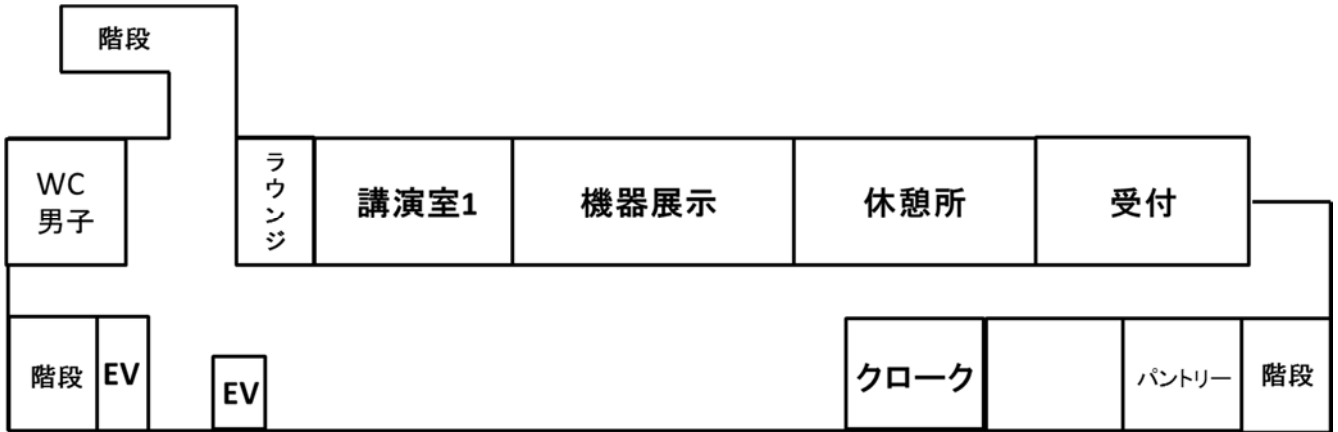 階段
WC
男子
ラウンジ
講演室1
機器展示
休憩所
受付
階段
EV
EV
クローク
パントリー
階段